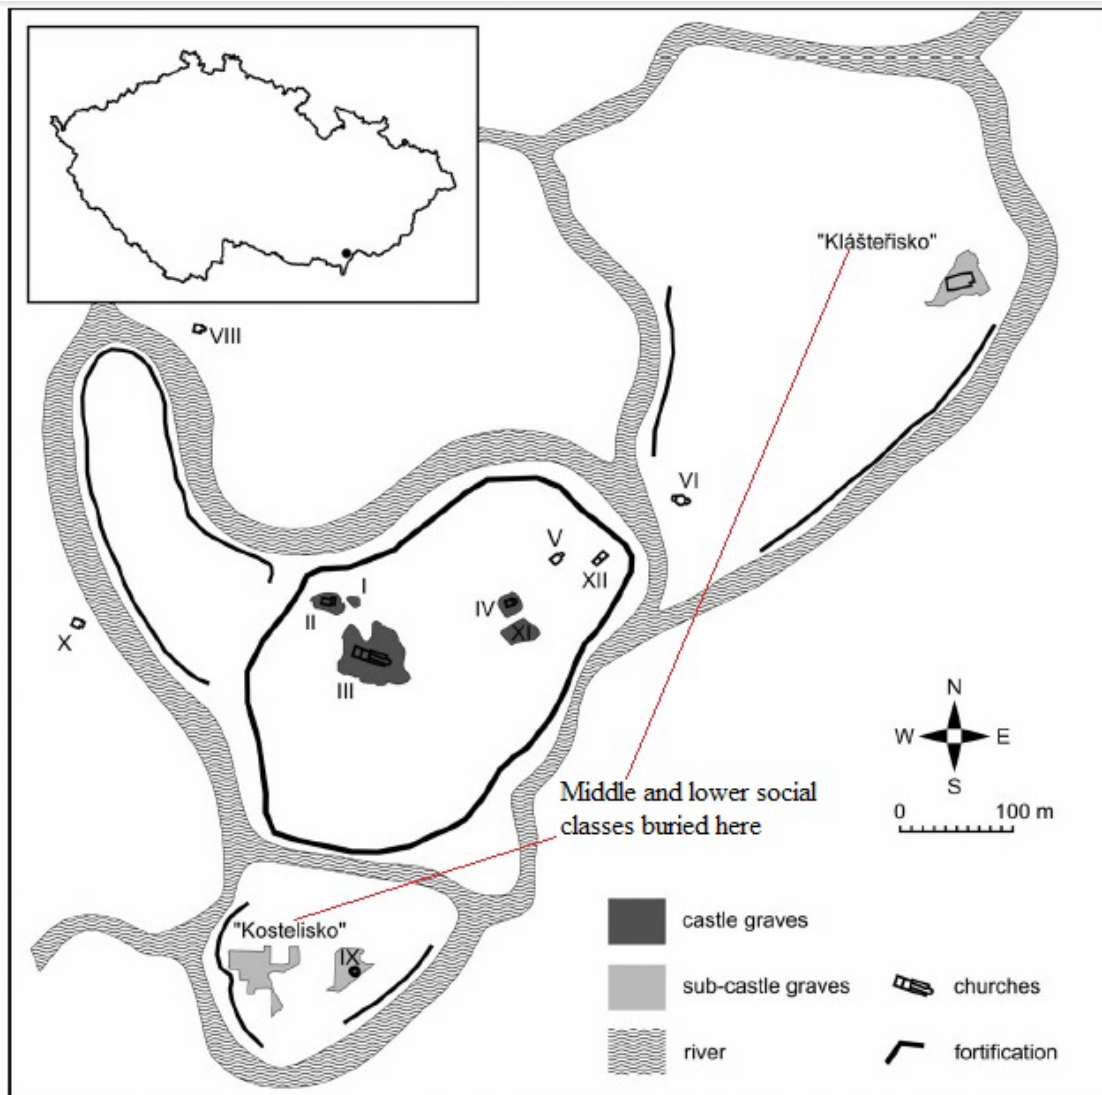 "Klášteřisko"
VIII
VI
V
XII
I
II
IV
XI
X
III
N
W E
S
Middle and lower social
classes buried here
0 100 m
"Kostelisko"
IX
castle graves
sub-castle graves
churches
river
fortification